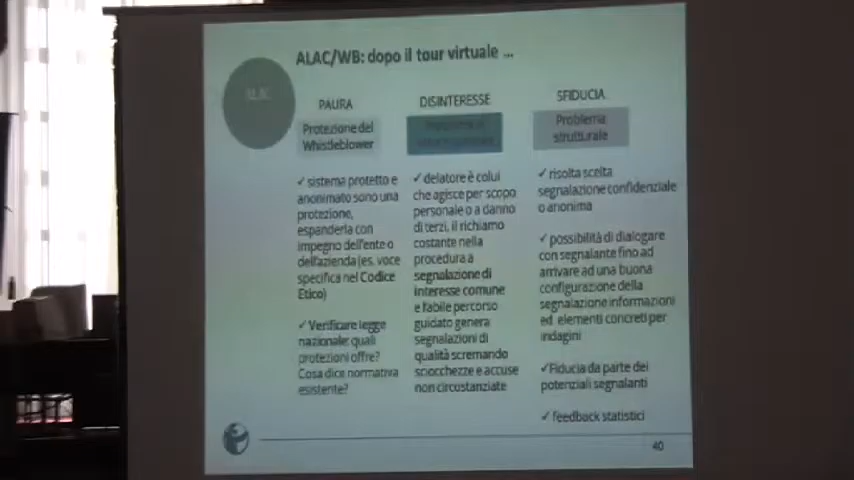 ALAC/WB: dopo il tour virtuale ...
ALAC
PAURA
Protezione del
Whistleblower
✓ sistema protetto e
anonimato sono una
protezione,
espanderla con
impegno dell'ente o
dell'azienda (es. voce
specifica nel Codice
Etico)
✓ Verificare legge
nazionale: quali
protezioni offre?
Cosa dice normativa
esistente?
DISINTERESSE
✓ delatore è colui
che agisce per scopo
personale o a danno
di terzi, il richiamo
costante nella
procedura a
segnalazione di
interesse comune
e l'abile percorso
guidato genera
segnalazioni di
qualità scremando
sciocchezze e accuse
non circostanziate
SFIDUCIA
Problema
strutturale
✓ risolta scelta
segnalazione confidenziale
o anonima
✓ possibilità di dialogare
con segnalante fino ad
arrivare ad una buona
configurazione della
segnalazione informazioni
ed elementi concreti per
indagini
✓Fiducia da parte dei
potenziali segnalanti
✓ feedback statistici
40